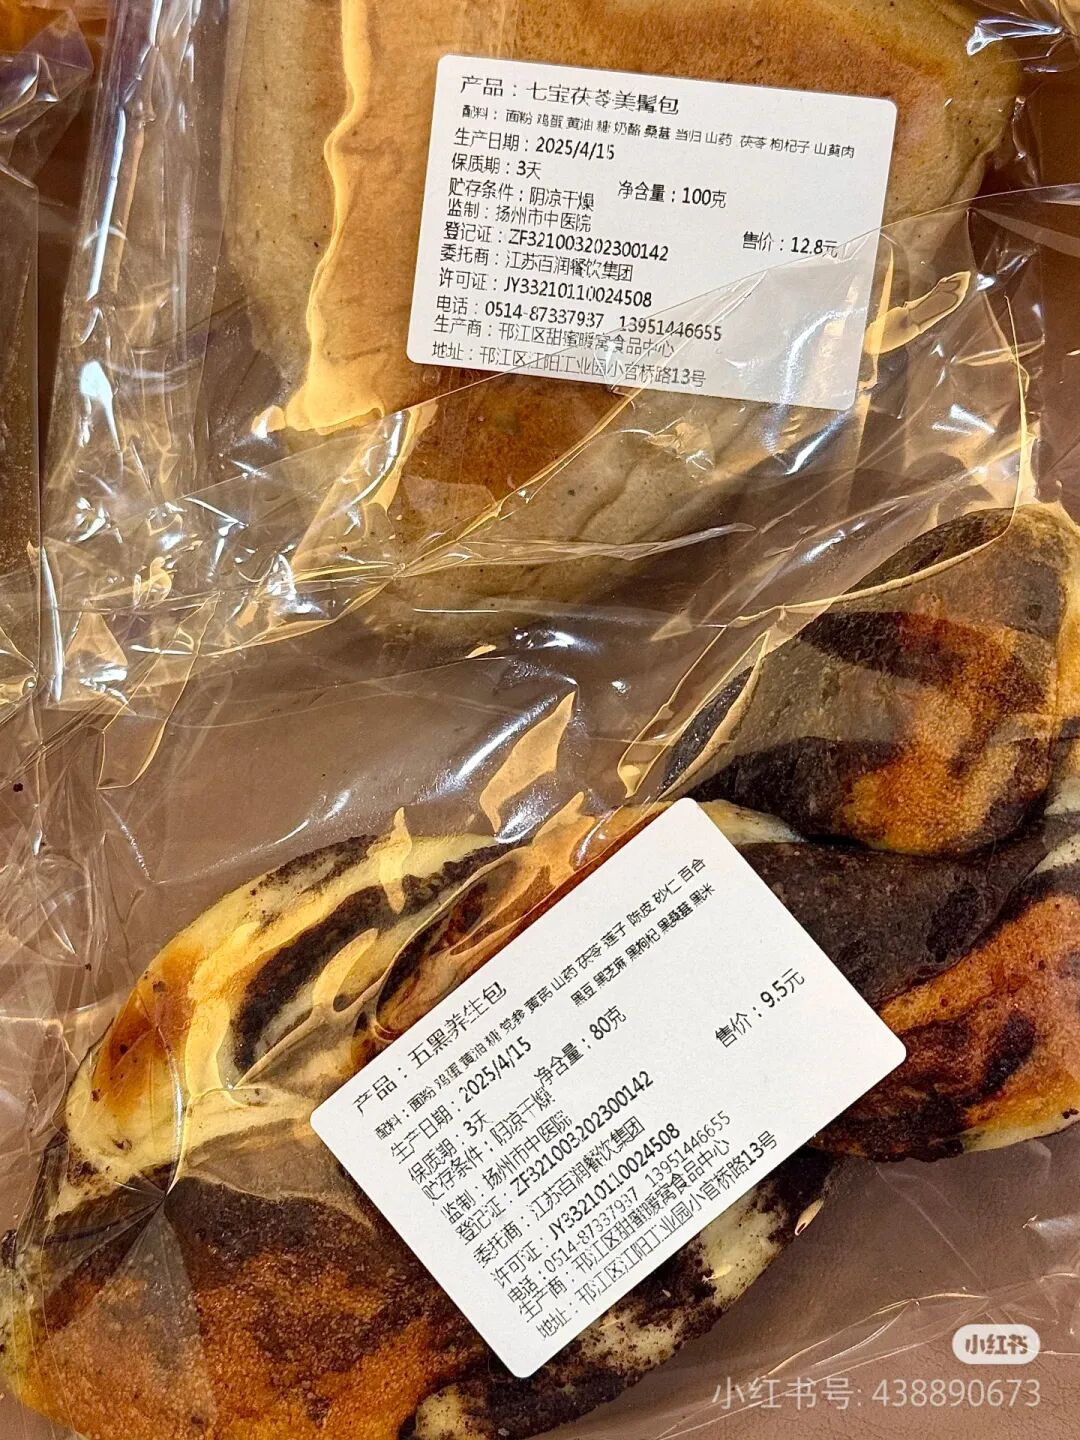 产品：七宝茯苓美髯包
配料： 面粉 鸡蛋 黄油 糖 奶酪 桑葚 当归 山药 茯苓 枸杞子 山萸肉
生产日期：2025/4/15
保质期：3天 净含量：100克
贮存条件：阴凉干燥
监制：扬州市中医院 售价：12.8元
登记证：ZF321003202300142
委托商：江苏百润餐饮集团
许可证：JY33210110024508
电话：0514-87337937 13951446655
生产商：邗江区甜蜜暖窝食品中心
地址：邗江区江阳工业园小官桥路13号
产品：五黑养生包
配料：面粉 鸡蛋 黄油 糖 党参 黄芪 山药 茯苓 莲子 陈皮 砂仁 百合
黑豆 黑芝麻 黑枸杞 黑桑葚 黑米
生产日期：2025/4/15
保质期：3天 净含量：80克
贮存条件：阴凉干燥 售价：9.5元
监制：扬州市中医院
登记证：ZF321003202300142
委托商：江苏百润餐饮集团
许可证：JY33210110024508
电话：0514-87337937 13951446655
生产商：邗江区甜蜜暖窝食品中心
地址：邗江区江阳工业园小官桥路13号
小红书
小红书号: 438890673